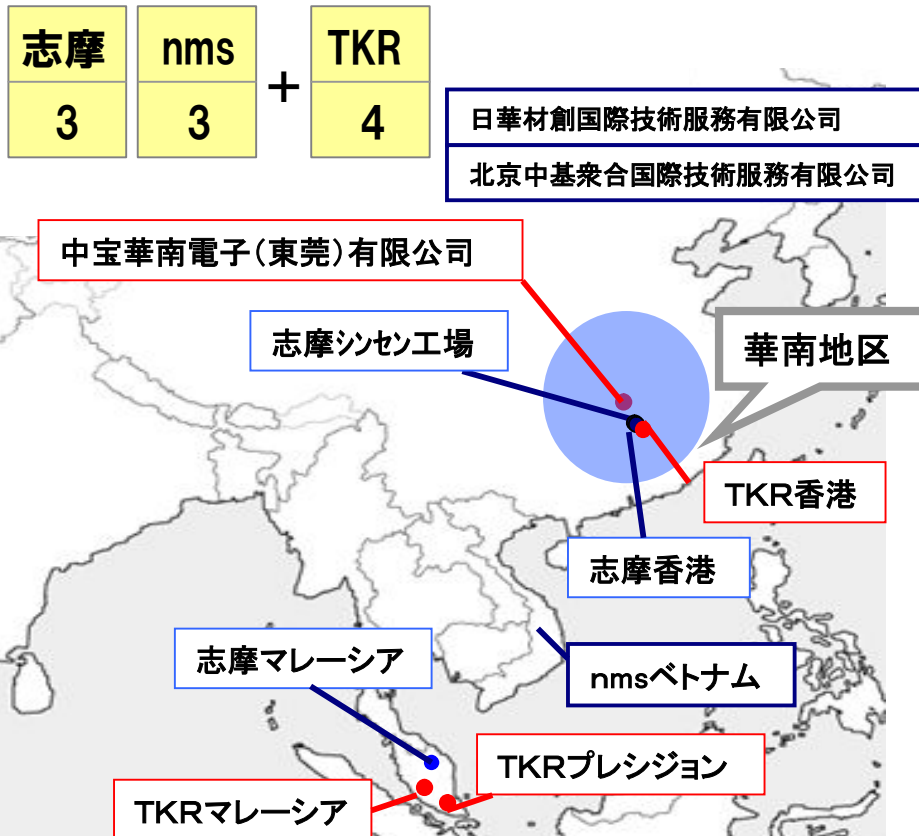 志摩 nms + TKR
3 3 4
日華材創国際技術服務有限公司
北京中基衆合国際技術服務有限公司
中宝華南電子(東莞)有限公司
志摩シンセン工場
華南地区
TKR香港
志摩香港
志摩マレーシア
nmsベトナム
TKRプレシジョン
TKRマレーシア